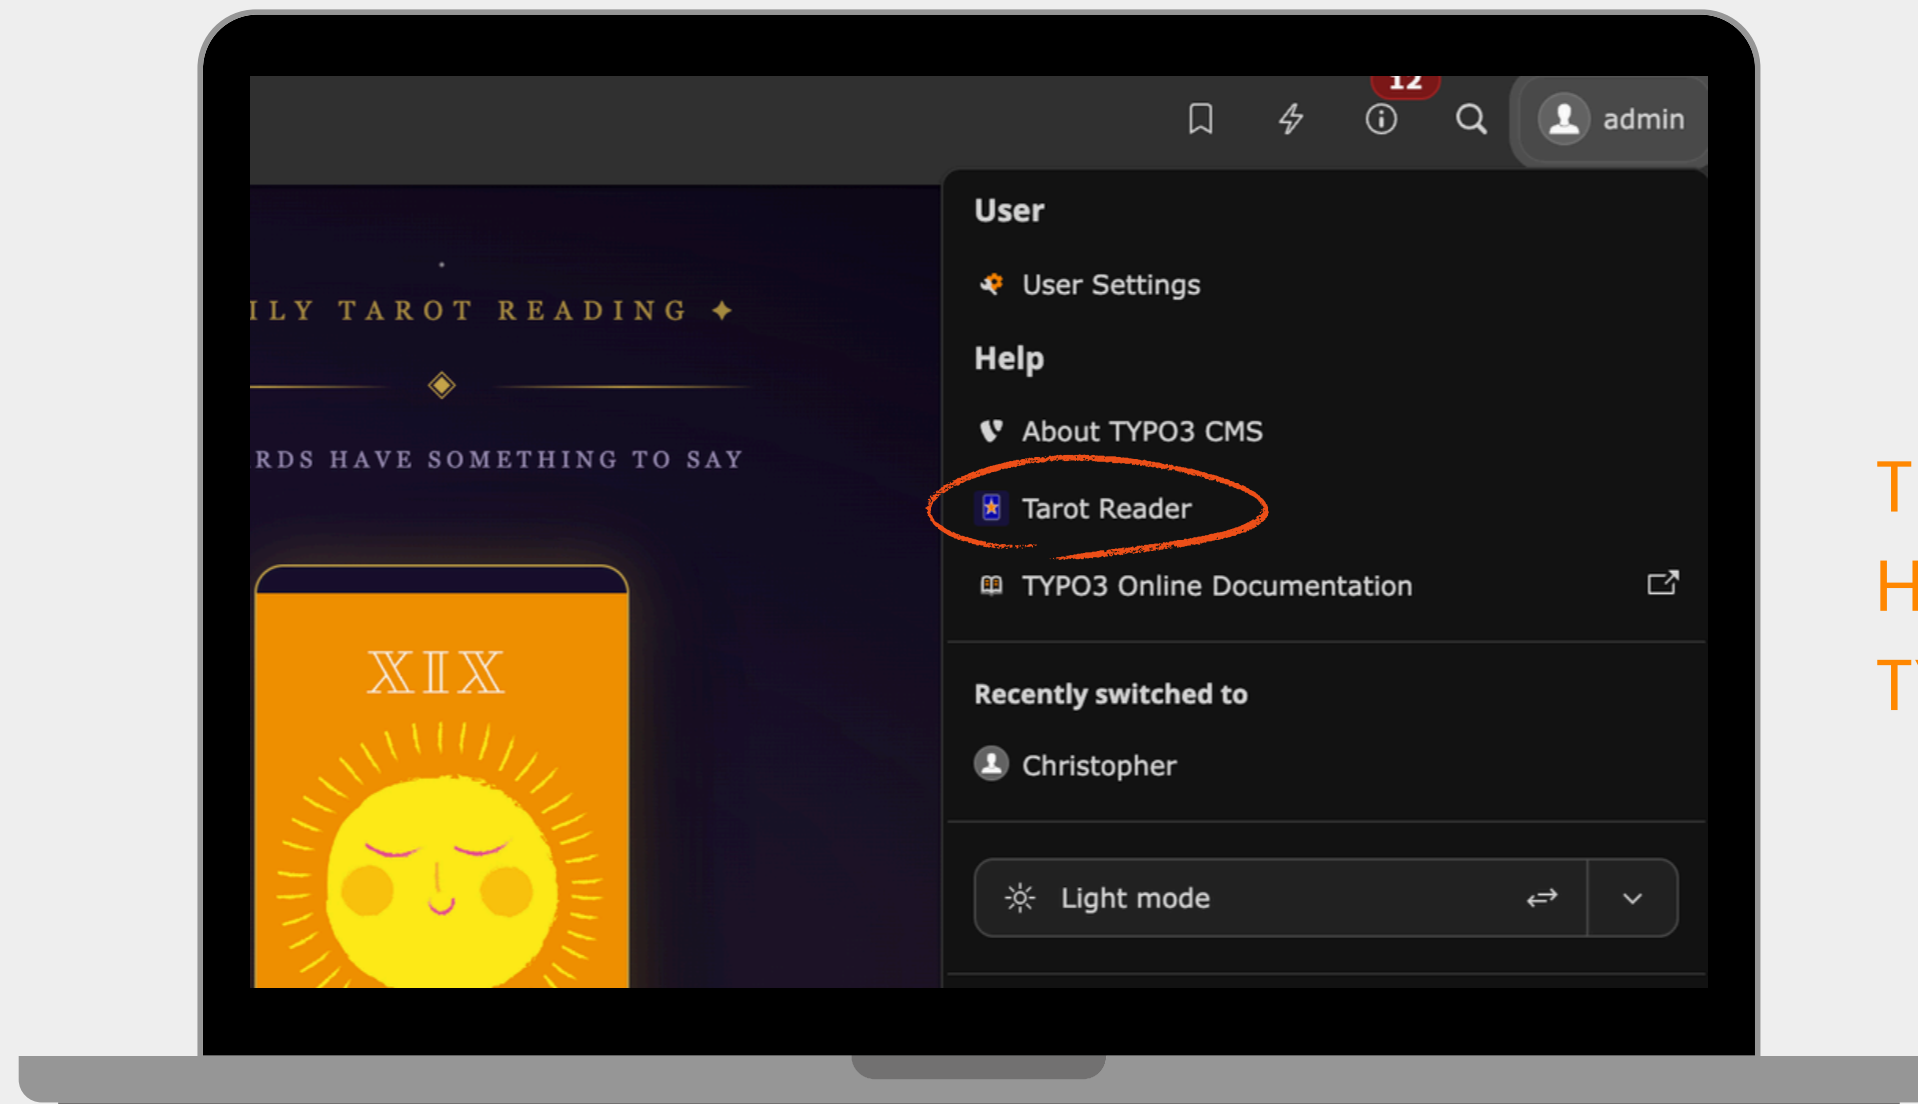 12
admin
ILY TAROT READING
RDS HAVE SOMETHING TO SAY
XIX
User
User Settings
Help
About TYPO3 CMS
Tarot Reader
TYPO3 Online Documentation
Recently switched to
Christopher
Light mode
T
H
TY